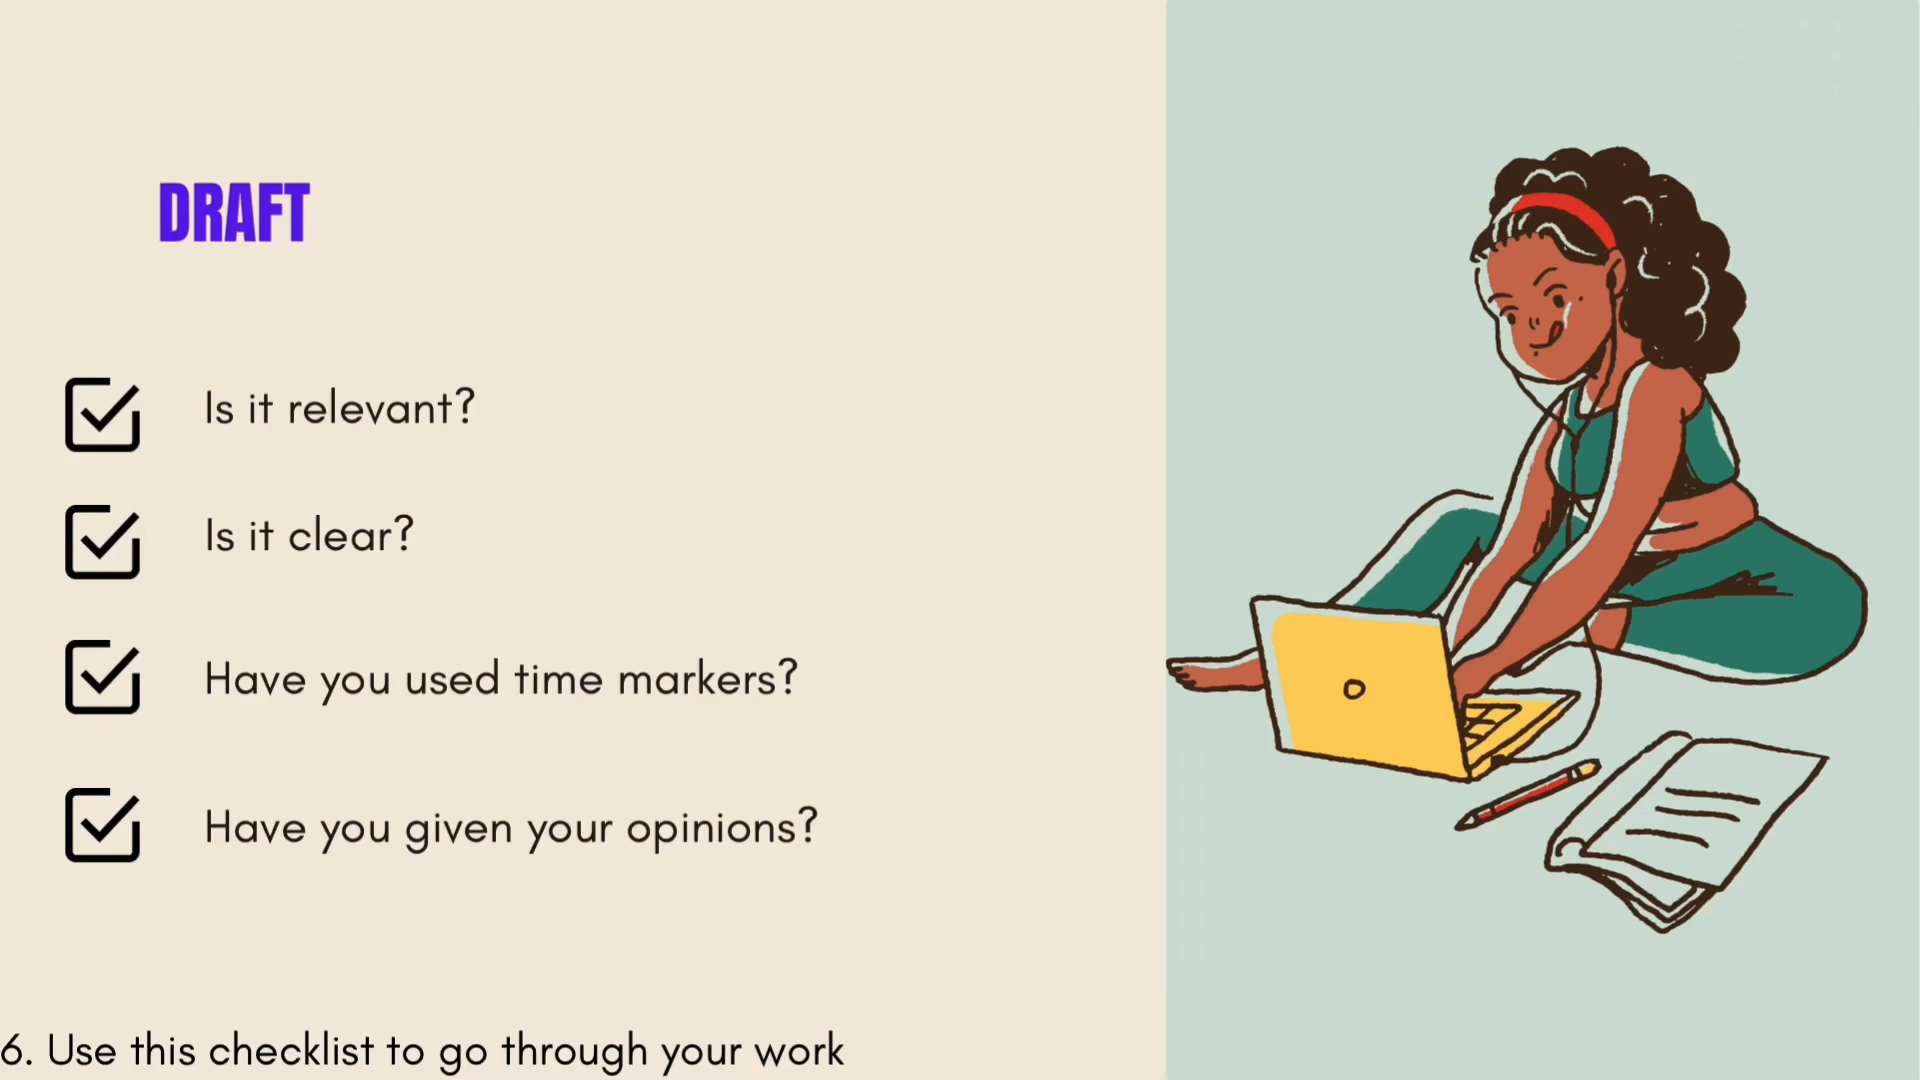 DRAFT
Is it relevant?
Is it clear?
Have you used time markers?
Have you given your opinions?
6. Use this checklist to go through your work